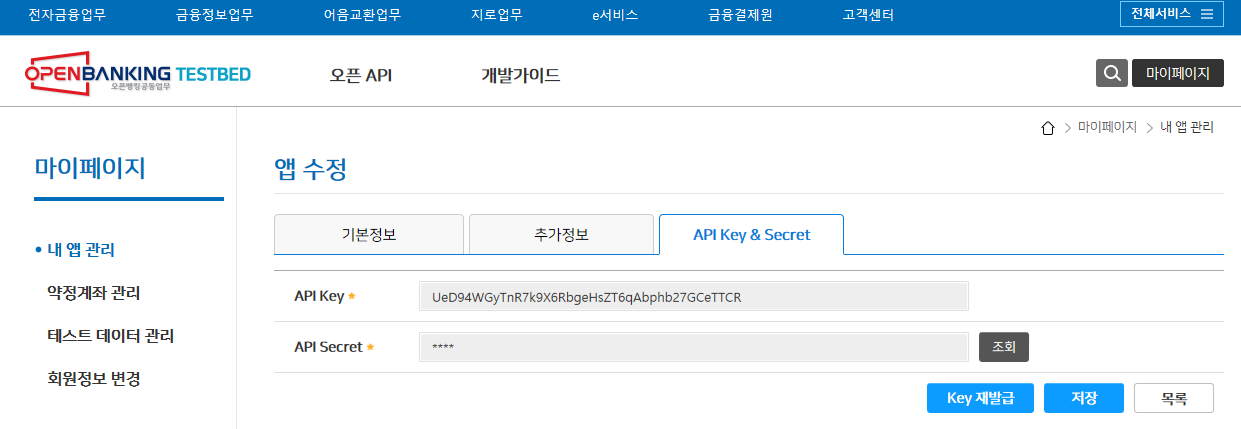 전자금융업무 금융정보업무 어음교환업무 지로업무 e서비스 금융결제원 고객센터 전체서비스
OPENBANKING TESTBED
오픈뱅킹공동업무
오픈 API 개발가이드 마이페이지
마이페이지 > 내 앱 관리
마이페이지
내 앱 관리
약정계좌 관리
테스트 데이터 관리
회원정보 변경
앱 수정
기본정보 추가정보 API Key & Secret
API Key * UeD94WGyTnR7k9X6RbgeHsZT6qAbphb27GCeTTCR
API Secret * **** 조회
Key 재발급 저장 목록